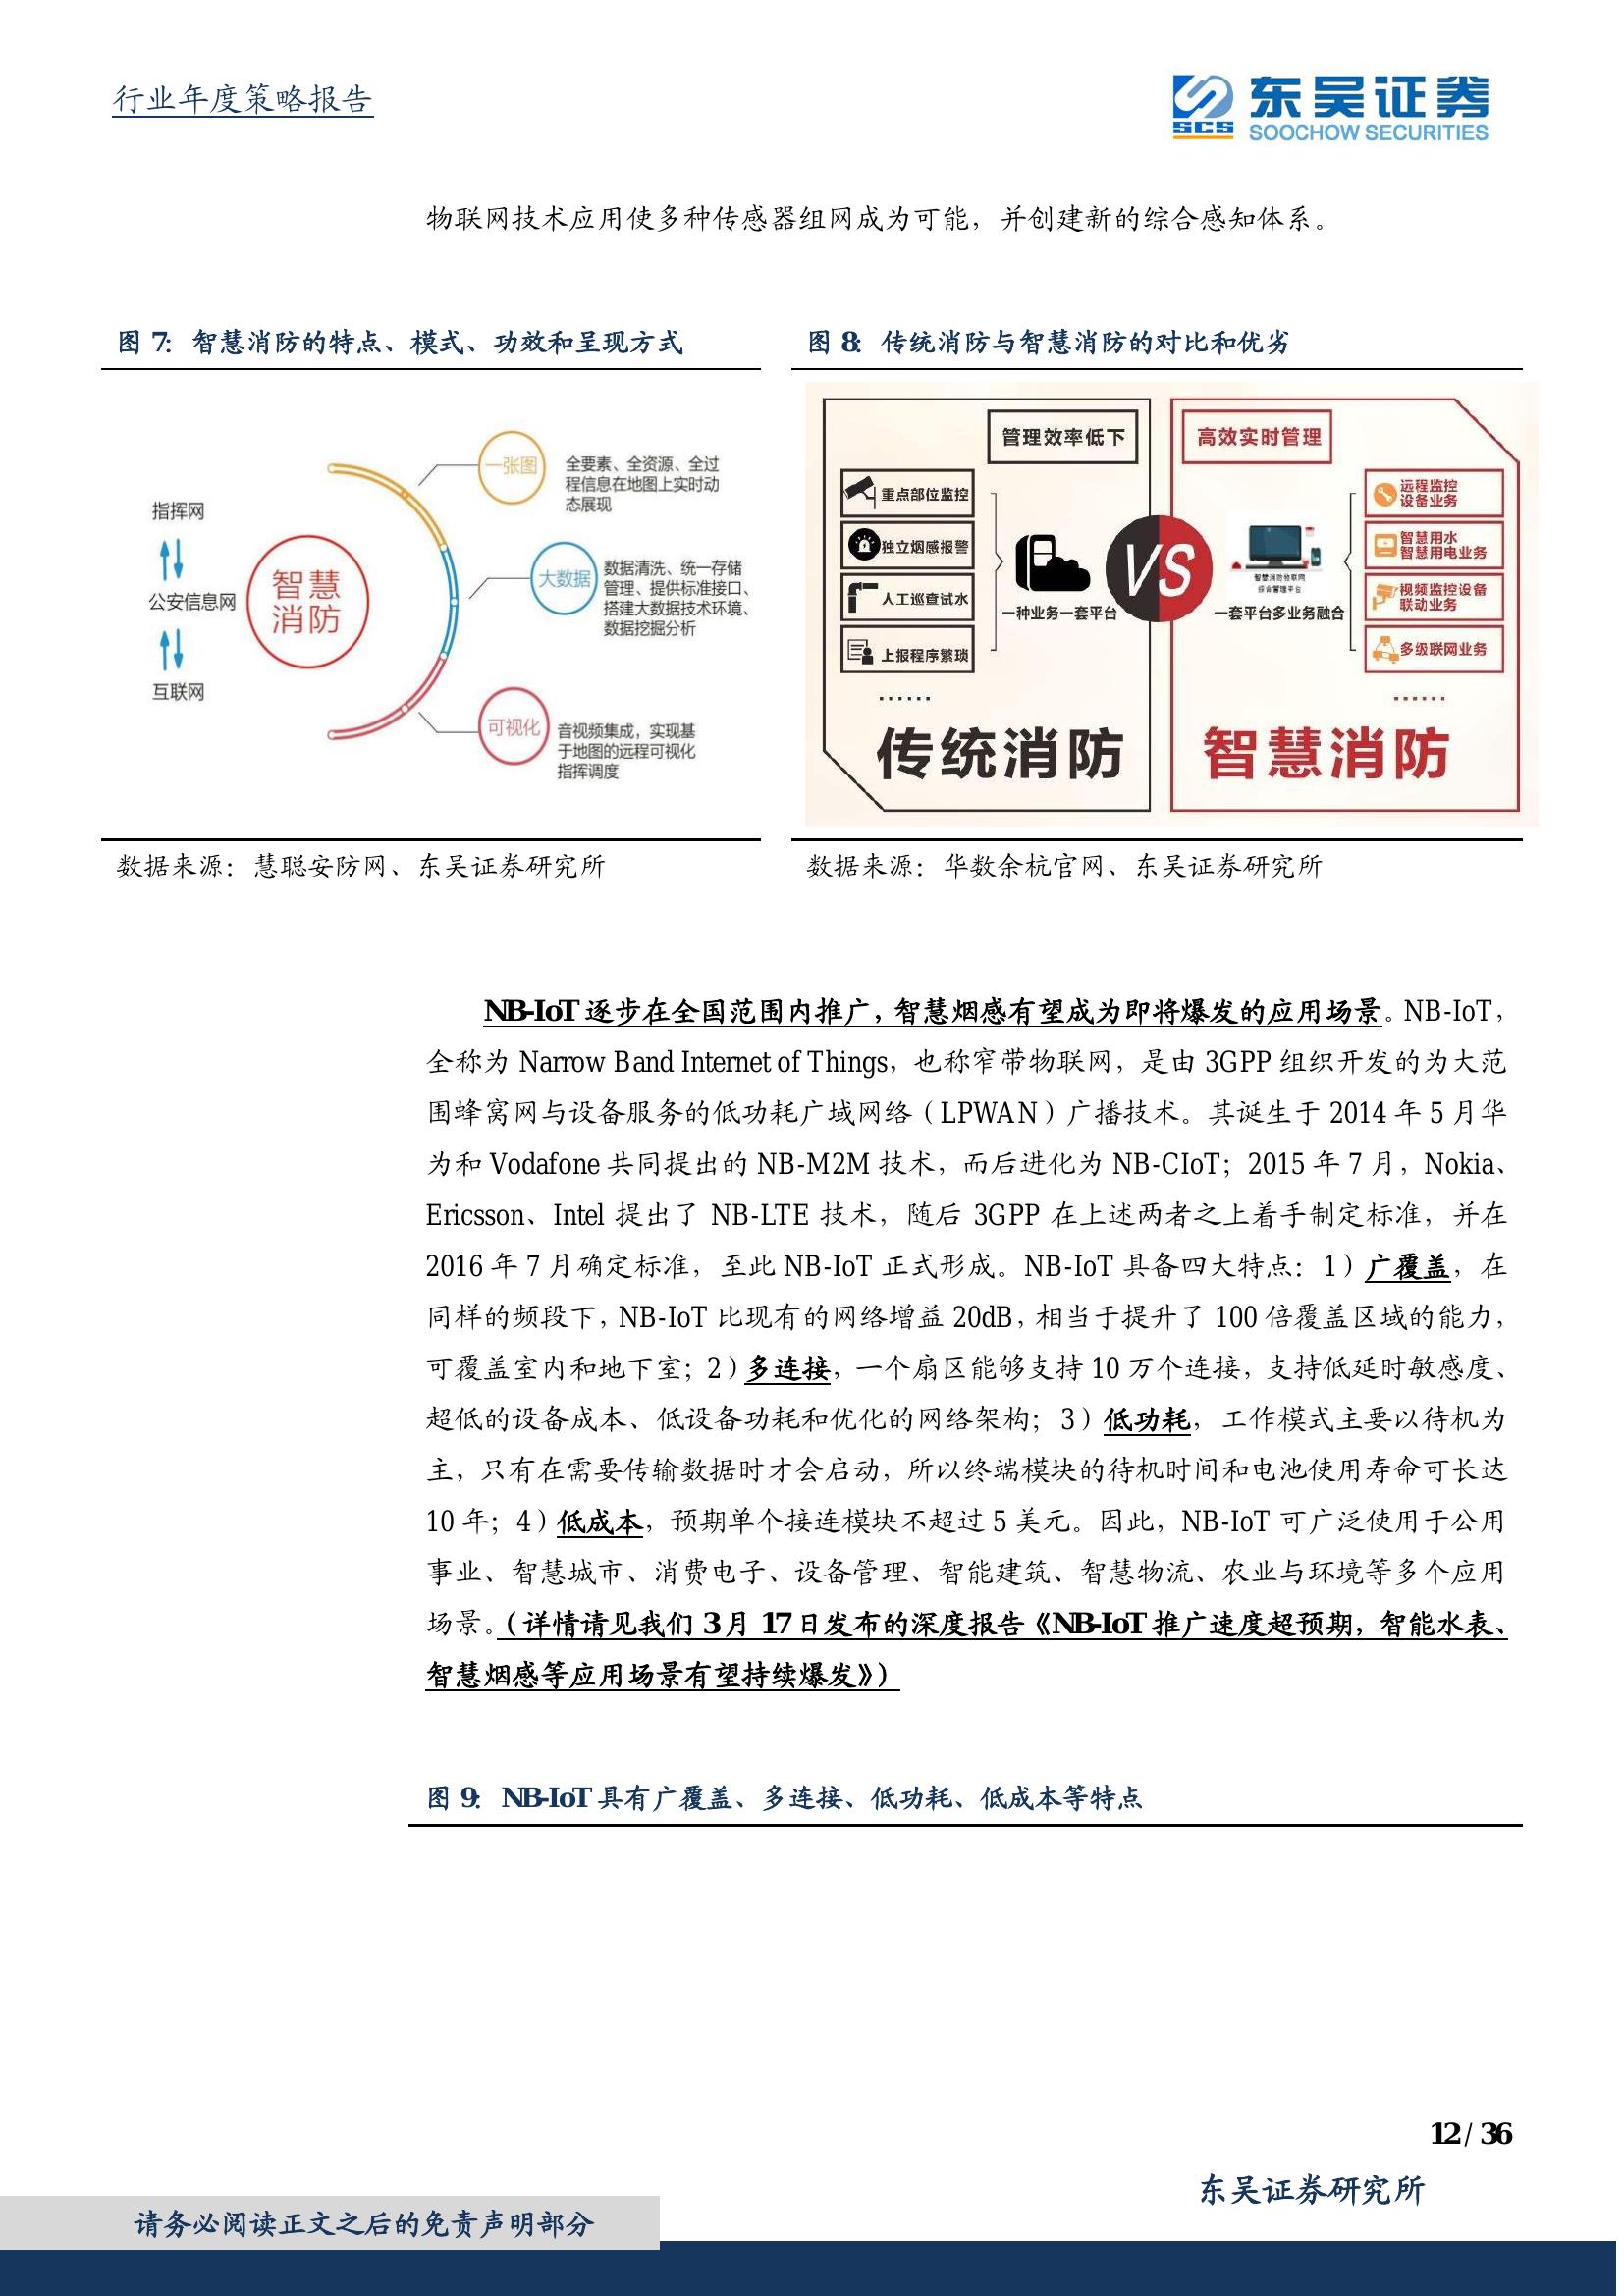 行业年度策略报告
东吴证券
SCS
SOOCHOW SECURITIES
物联网技术应用使多种传感器组网成为可能，并创建新的综合感知体系。
图 7：智慧消防的特点、模式、功效和呈现方式
指挥网
公安信息网
互联网
智慧
消防
一张图
全要素、全资源、全过
程信息在地图上实时动
态展现
大数据
数据清洗、统一存储
管理、提供标准接口、
搭建大数据技术环境、
数据挖掘分析
可视化
音视频集成，实现基
于地图的远程可视化
指挥调度
数据来源：慧聪安防网、东吴证券研究所
图 8：传统消防与智慧消防的对比和优劣
管理效率低下
重点部位监控
独立烟感报警
人工巡查试水
上报程序繁琐
......
一种业务一套平台
传统消防
VS
高效实时管理
智慧消防物联网
综合管理平台
一套平台多业务融合
远程监控
设备业务
智慧用水
智慧用电业务
视频监控设备
联动业务
多级联网业务
......
智慧消防
数据来源：华数余杭官网、东吴证券研究所
NB-IoT 逐步在全国范围内推广，智慧烟感有望成为即将爆发的应用场景。NB-IoT，
全称为 Narrow Band Internet of Things，也称窄带物联网，是由 3GPP 组织开发的为大范
围蜂窝网与设备服务的低功耗广域网络（LPWAN）广播技术。其诞生于 2014 年 5 月华
为和 Vodafone 共同提出的 NB-M2M 技术，而后进化为 NB-CIoT；2015 年 7 月，Nokia、
Ericsson、Intel 提出了 NB-LTE 技术，随后 3GPP 在上述两者之上着手制定标准，并在
2016 年 7 月确定标准，至此 NB-IoT 正式形成。NB-IoT 具备四大特点：1）广覆盖，在
同样的频段下，NB-IoT 比现有的网络增益 20dB，相当于提升了 100 倍覆盖区域的能力，
可覆盖室内和地下室；2）多连接，一个扇区能够支持 10 万个连接，支持低延时敏感度、
超低的设备成本、低设备功耗和优化的网络架构；3）低功耗，工作模式主要以待机为
主，只有在需要传输数据时才会启动，所以终端模块的待机时间和电池使用寿命可长达
10 年；4）低成本，预期单个接连模块不超过 5 美元。因此，NB-IoT 可广泛使用于公用
事业、智慧城市、消费电子、设备管理、智能建筑、智慧物流、农业与环境等多个应用
场景。（详情请见我们 3 月 17 日发布的深度报告《NB-IoT 推广速度超预期，智能水表、
智慧烟感等应用场景有望持续爆发》）
图 9：NB-IoT 具有广覆盖、多连接、低功耗、低成本等特点
12 / 36
东吴证券研究所
请务必阅读正文之后的免责声明部分